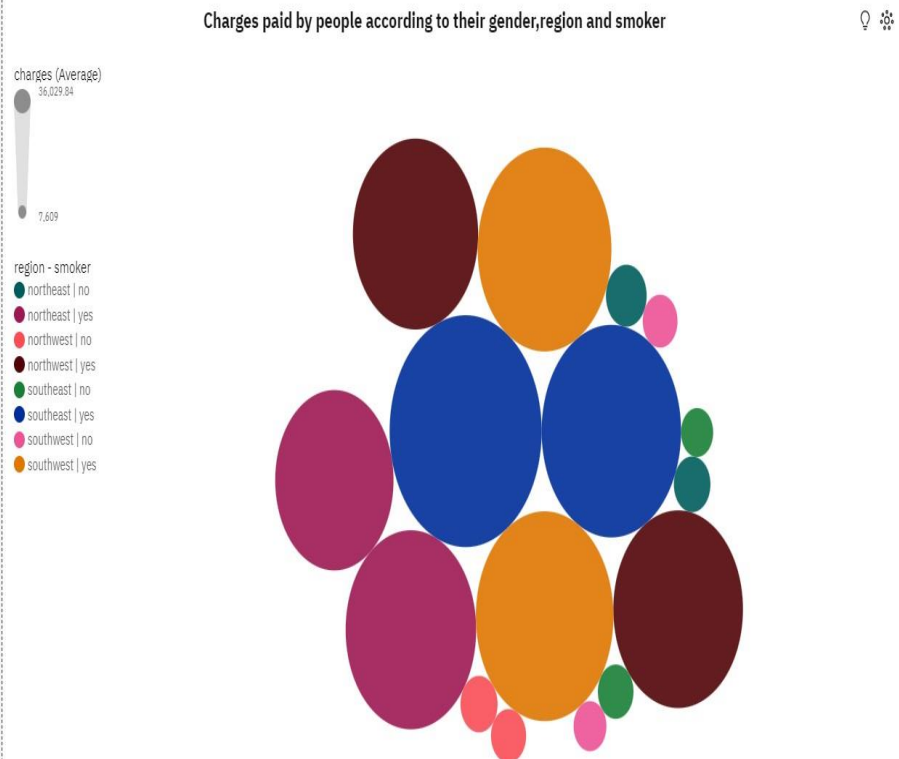 Charges paid by people according to their gender,region and smoker
charges (Average)
36,029.84
7,609
region - smoker
northeast | no
northeast | yes
northwest | no
northwest | yes
southeast | no
southeast | yes
southwest | no
southwest | yes